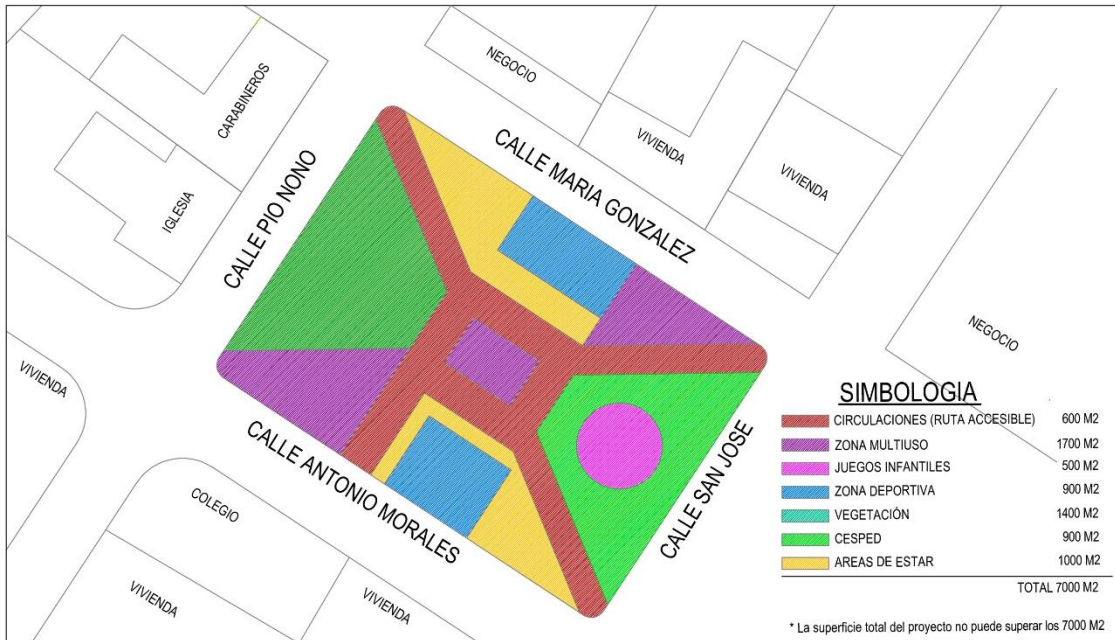 CARABINEROS
IGLESIA
NEGOCIO
VIVIENDA
VIVIENDA
CALLE PIO NONO
CALLE MARIA GONZALEZ
NEGOCIO
VIVIENDA
CALLE ANTONIO MORALES
CALLE SAN JOSE
COLEGIO
VIVIENDA
VIVIENDA
SIMBOLOGIA
CIRCULACIONES (RUTA ACCESIBLE) 600 M2
ZONA MULTIUSO 1700 M2
JUEGOS INFANTILES 500 M2
ZONA DEPORTIVA 900 M2
VEGETACIÓN 1400 M2
CESPED 900 M2
AREAS DE ESTAR 1000 M2
TOTAL 7000 M2
* La superficie total del proyecto no puede superar los 7000 M2